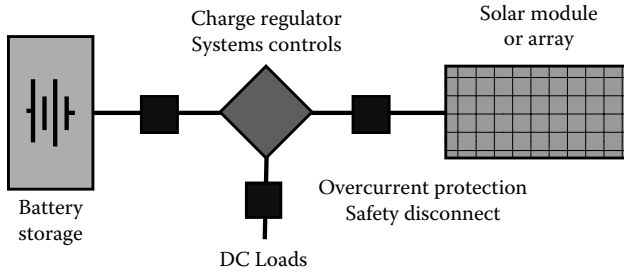 Charge regulator
Systems controls
Solar module
or array
Battery
storage
Overcurrent protection
Safety disconnect
DC Loads